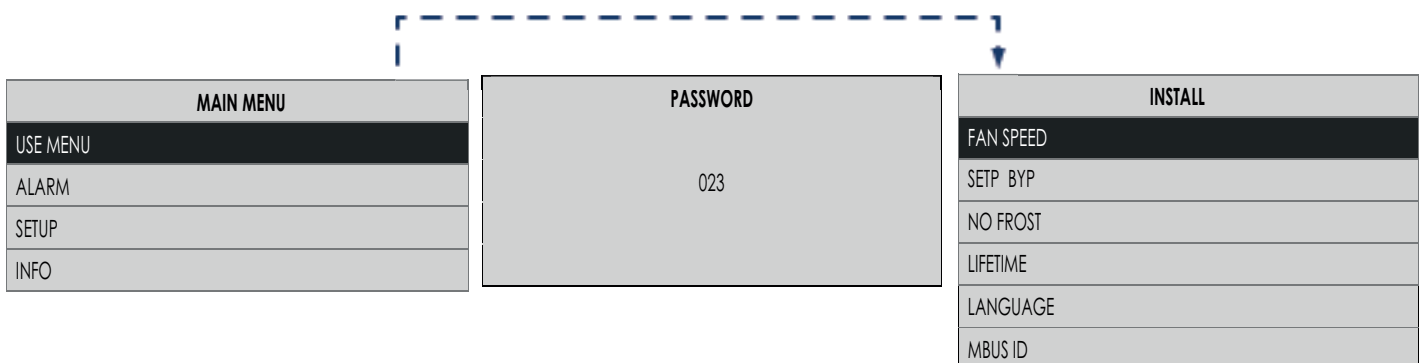 MAIN MENU
USE MENU
ALARM
SETUP
INFO
PASSWORD
023
INSTALL
FAN SPEED
SETP BYP
NO FROST
LIFETIME
LANGUAGE
MBUS ID